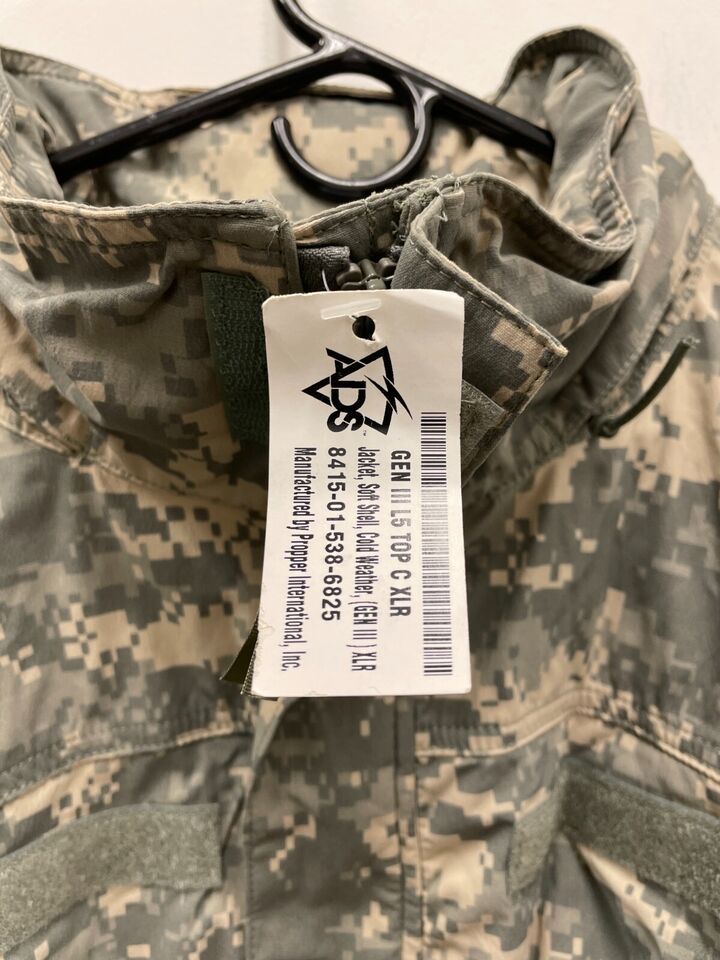 ADS
GEN III L5 TOP C XLR
Jacket, Soft Shell, Cold Weather, (GEN III ) XLR
8415-01-538-6825
Manufactured by Propper International, Inc.